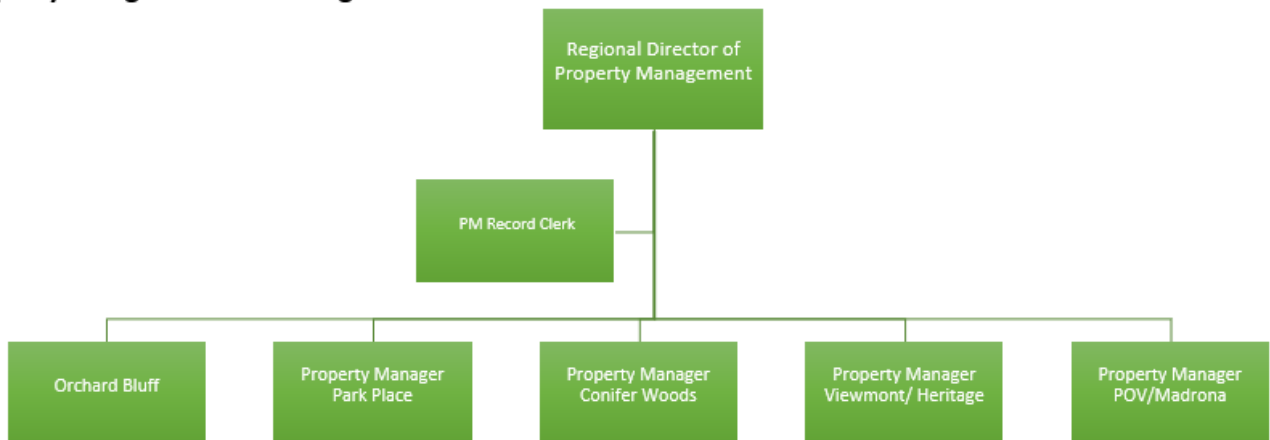 Regional Director of
Property Management
PM Record Clerk
Orchard Bluff
Property Manager
Park Place
Property Manager
Conifer Woods
Property Manager
Viewmont/ Heritage
Property Manager
POV/Madrona